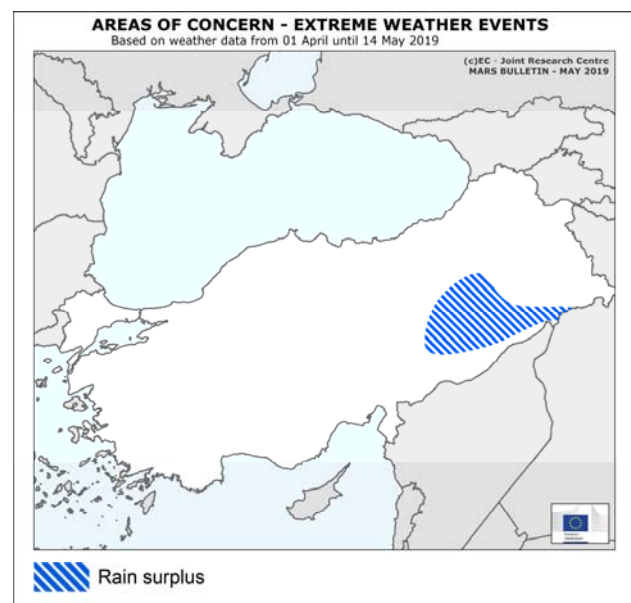 AREAS OF CONCERN - EXTREME WEATHER EVENTS
Based on weather data from 01 April until 14 May 2019
(c)EC - Joint Research Centre
MARS BULLETIN - MAY 2019
Rain surplus